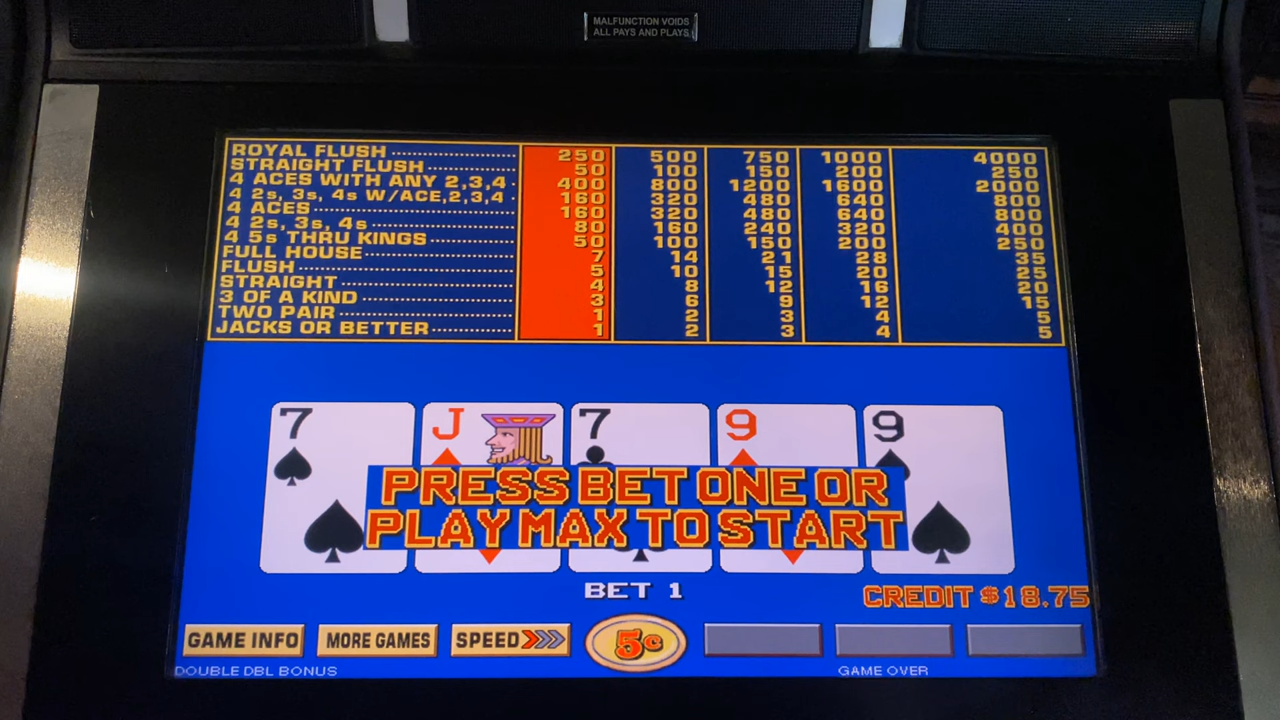 MALFUNCTION VOIDS
ALL PAYS AND PLAYS
ROYAL FLUSH 250 500 750 1000 4000
STRAIGHT FLUSH 50 100 150 200 250
4 ACES WITH ANY 2,3,4 400 800 1200 1600 2000
4 2s, 3s, 4s W/ACE,2,3,4 160 320 480 640 800
4 ACES 160 320 480 640 800
4 2s, 3s, 4s 80 160 240 320 400
4 5s THRU KINGS 50 100 150 200 250
FULL HOUSE 7 14 21 28 35
FLUSH 5 10 15 20 25
STRAIGHT 4 8 12 16 20
3 OF A KIND 3 6 9 12 15
TWO PAIR 1 2 3 4 5
JACKS OR BETTER 1 2 3 4 5
7 J 7 9 9
PRESS BET ONE OR
PLAY MAX TO START
BET 1
CREDIT $18.75
GAME INFO MORE GAMES SPEED 5¢
DOUBLE DBL BONUS GAME OVER